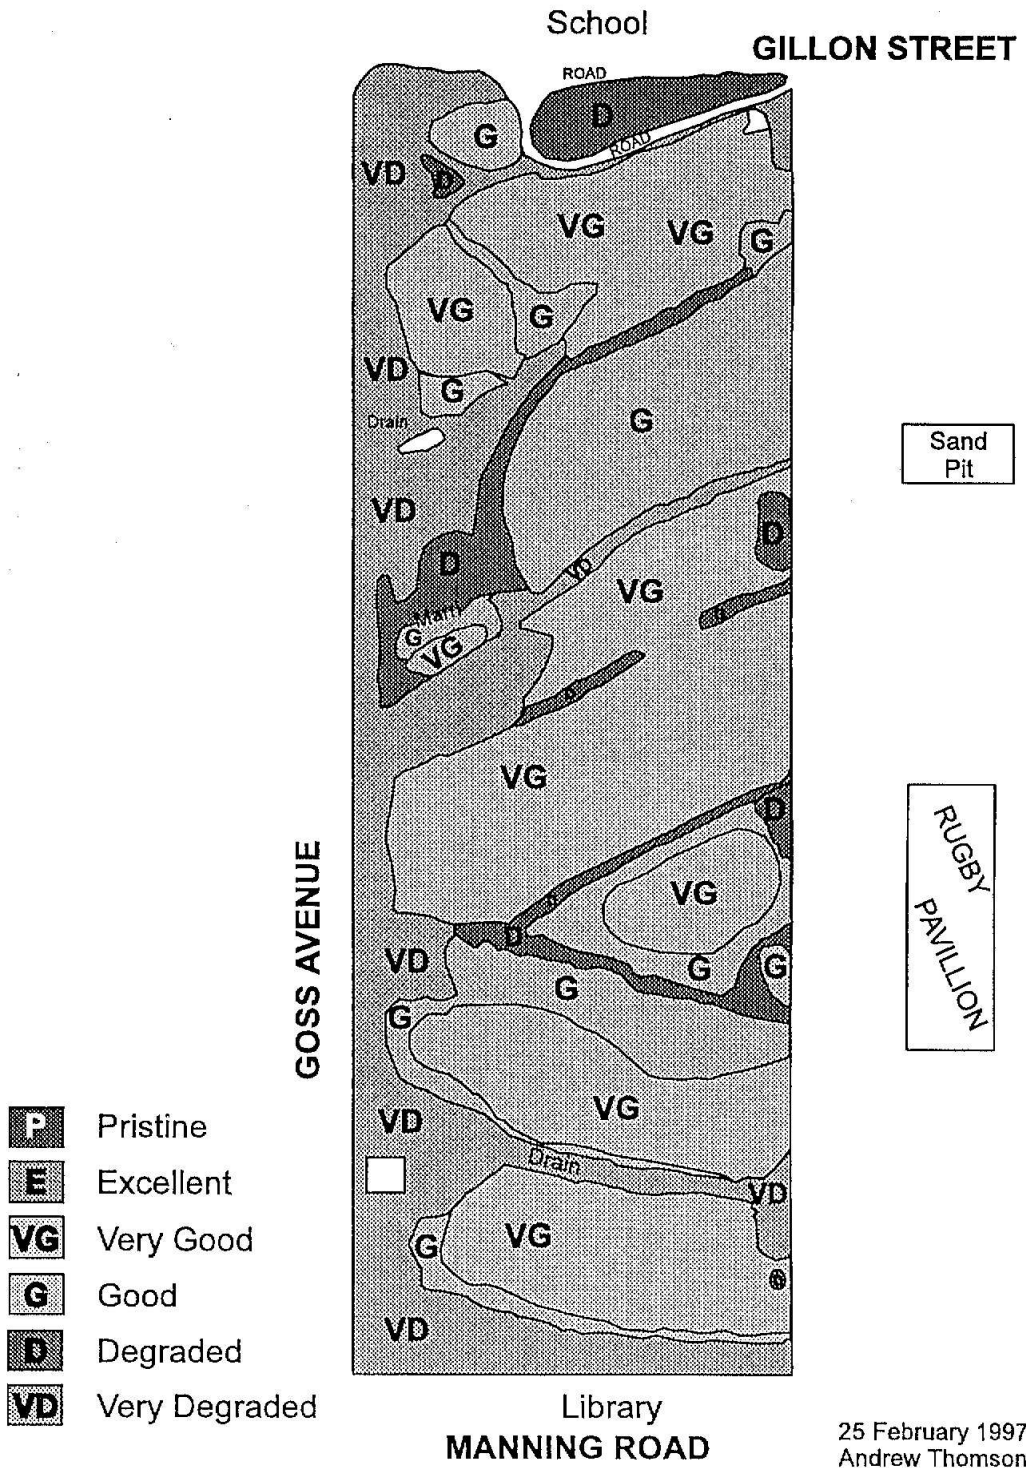 School
GILLON STREET
ROAD
D
G
ROAD
VD
D
VG
VG
G
VG
G
VD
G
G
Drain
Sand
Pit
VD
D
D
VD
VG
Marri
G
VG
D
D
VG
D
RUGBY
PAVILLION
VG
D
D
GOSS AVENUE
VD
G
G
G
G
VD
VG
Drain
VD
VG
G
G
VD
P Pristine
E Excellent
VG Very Good
G Good
D Degraded
VD Very Degraded
Library
MANNING ROAD
25 February 1997
Andrew Thomson